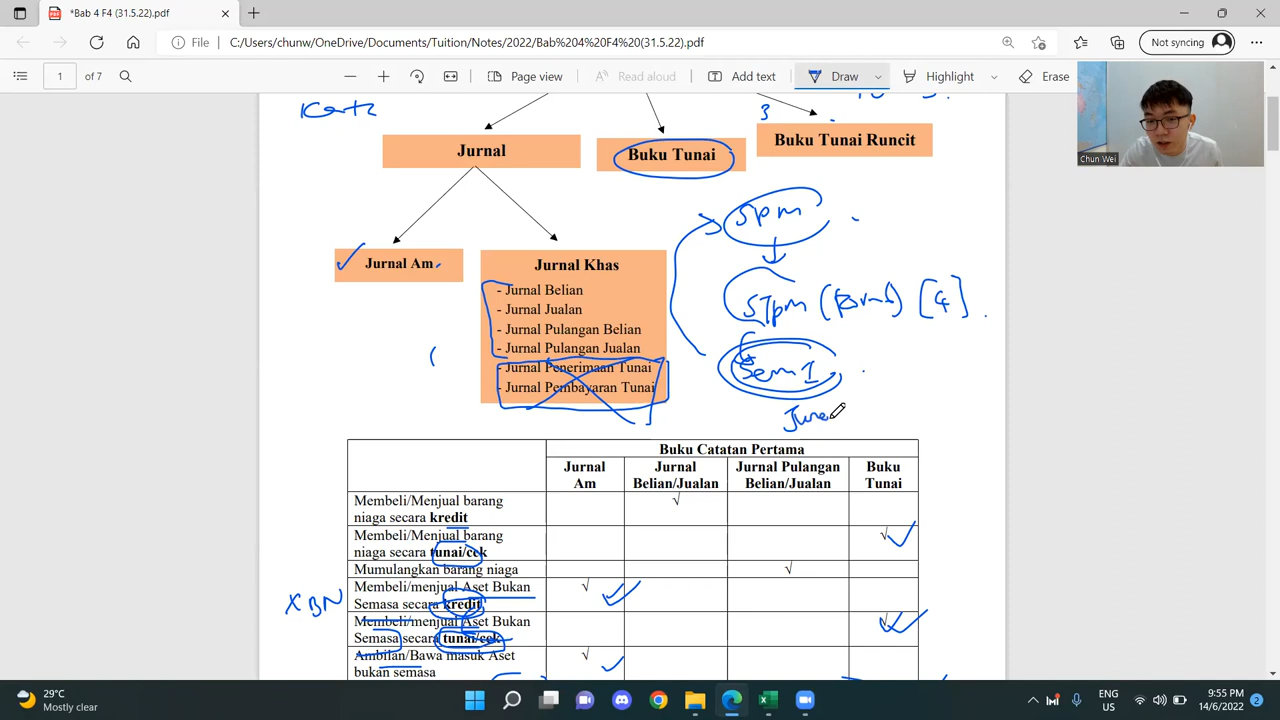 *Bab 4 F4 (31.5.22).pdf
File
C:/Users/chunw/OneDrive/Documents/Tuition/Notes/2022/Bab%204%20F4%20(31.5.22).pdf
Not syncing
1
of 7
Page view
Read aloud
Add text
Draw
Highlight
Erase
Chun Wei
3
Jurnal
Buku Tunai
Buku Tunai Runcit
Spm
Jurnal Am
Jurnal Khas
- Jurnal Belian
- Jurnal Jualan
- Jurnal Pulangan Belian
- Jurnal Pulangan Jualan
- Jurnal Penerimaan Tunai
- Jurnal Pembayaran Tunai
STpm
[4]
Sem 1
Buku Catatan Pertama
Jurnal Am
Jurnal Belian/Jualan
Jurnal Pulangan Belian/Jualan
Buku Tunai
Membeli/Menjual barang
niaga secara kredit
√
Membeli/Menjual barang
niaga secara tunai/cek
√
Mumulangkan barang niaga
√
Membeli/menjual Aset Bukan
Semasa secara kredit
√
XBN
Membeli/menjual Aset Bukan
Semasa secara tunai/cek
√
Ambilan/Bawa masuk Aset
bukan semasa
√
29°C
Mostly clear
ENG
US
9:55 PM
14/6/2022